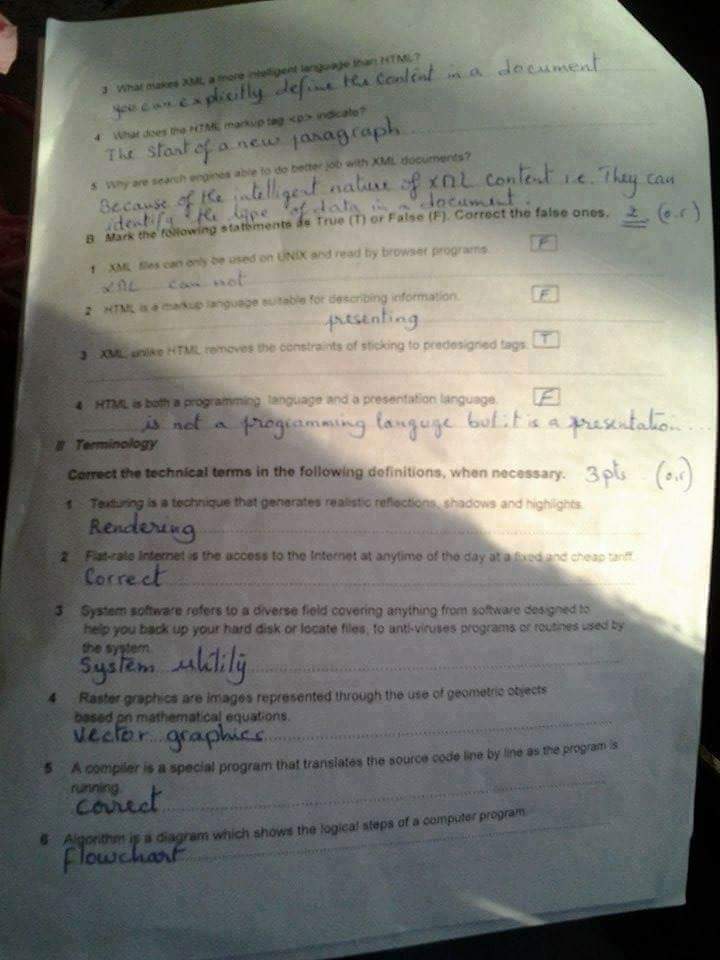 3 What makes XML a more intelligent language than HTML?
you can explicitly define the content in a document
4 What does the HTML markup tag <p> indicate?
The start of a new paragraph
5 Why are search engines able to do better job with XML documents?
Because of the intelligent nature of XML content i.e. They can
identify the type of data in a document.
B Mark the following statements as True (T) or False (F). Correct the false ones. 2 (0.5)
1 XML files can only be used on UNIX and read by browser programs. F
XML can not
2 HTML is a markup language suitable for describing information. F
presenting
3 XML, unlike HTML removes the constraints of sticking to predesigned tags. T
4 HTML is both a programming language and a presentation language. F
is not a programming languge but it is a presentation...
II Terminology
Correct the technical terms in the following definitions, when necessary. 3pts (0.5)
1 Texturing is a technique that generates realistic reflections, shadows and highlights.
Rendering
2 Flat-rate Internet is the access to the Internet at anytime of the day at a fixed and cheap tariff.
Correct
3 System software refers to a diverse field covering anything from software designed to
help you back up your hard disk or locate files, to anti-viruses programs or routines used by
the system.
System utility
4 Raster graphics are images represented through the use of geometric objects
based on mathematical equations.
Vector graphics
5 A compiler is a special program that translates the source code line by line as the program is
running.
correct
6 Algorithm is a diagram which shows the logical steps of a computer program.
flowchart